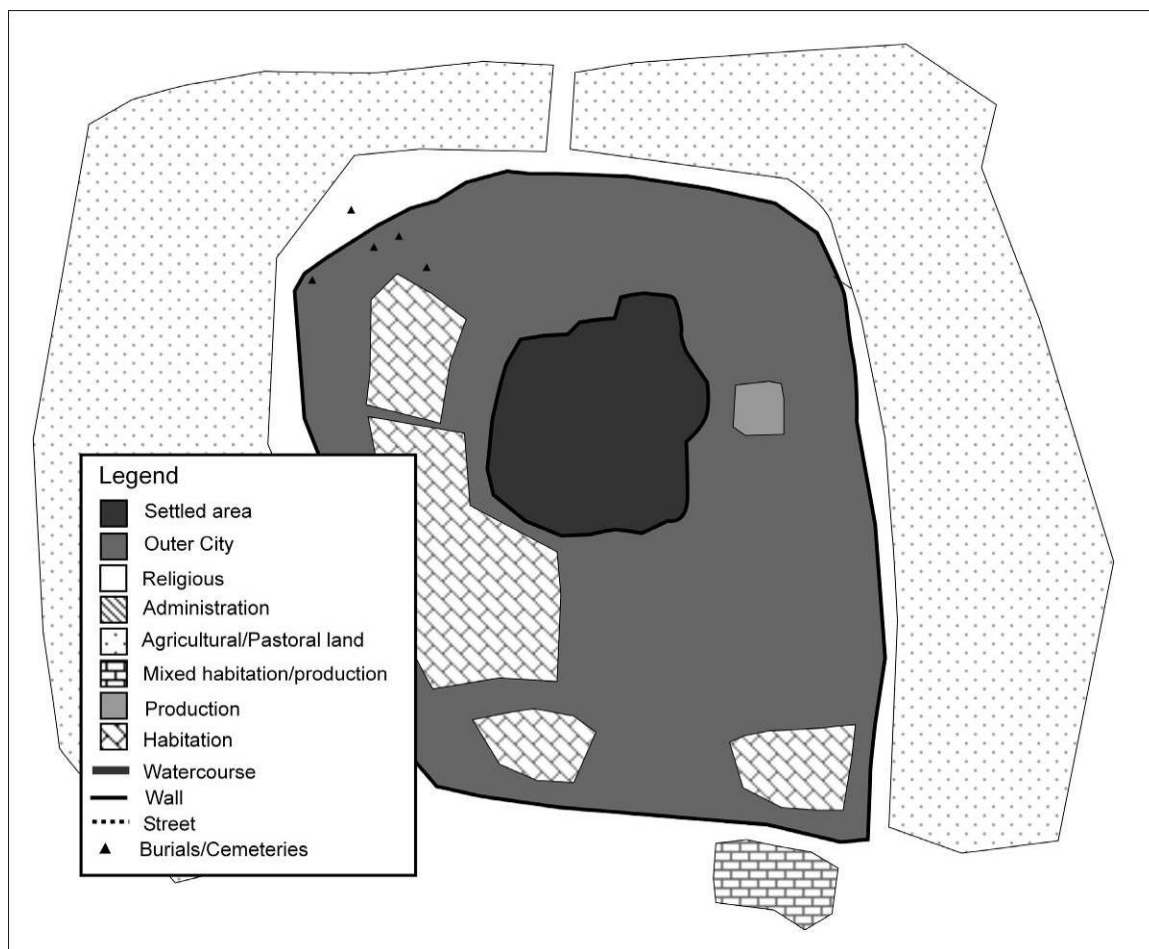 Legend
Settled area
Outer City
Religious
Administration
Agricultural/Pastoral land
Mixed habitation/production
Production
Habitation
Watercourse
Wall
Street
Burials/Cemeteries